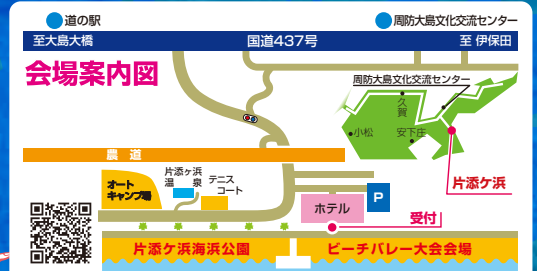 道の駅
周防大島文化交流センター
至大島大橋
国道437号
至 伊保田
会場案内図
周防大島文化交流センター
久賀
小松
安下庄
農道
片添ヶ浜
オート
キャンプ場
片添ヶ浜
温泉
テニス
コート
P
ホテル
受付
片添ケ浜海浜公園
ビーチバレー大会会場